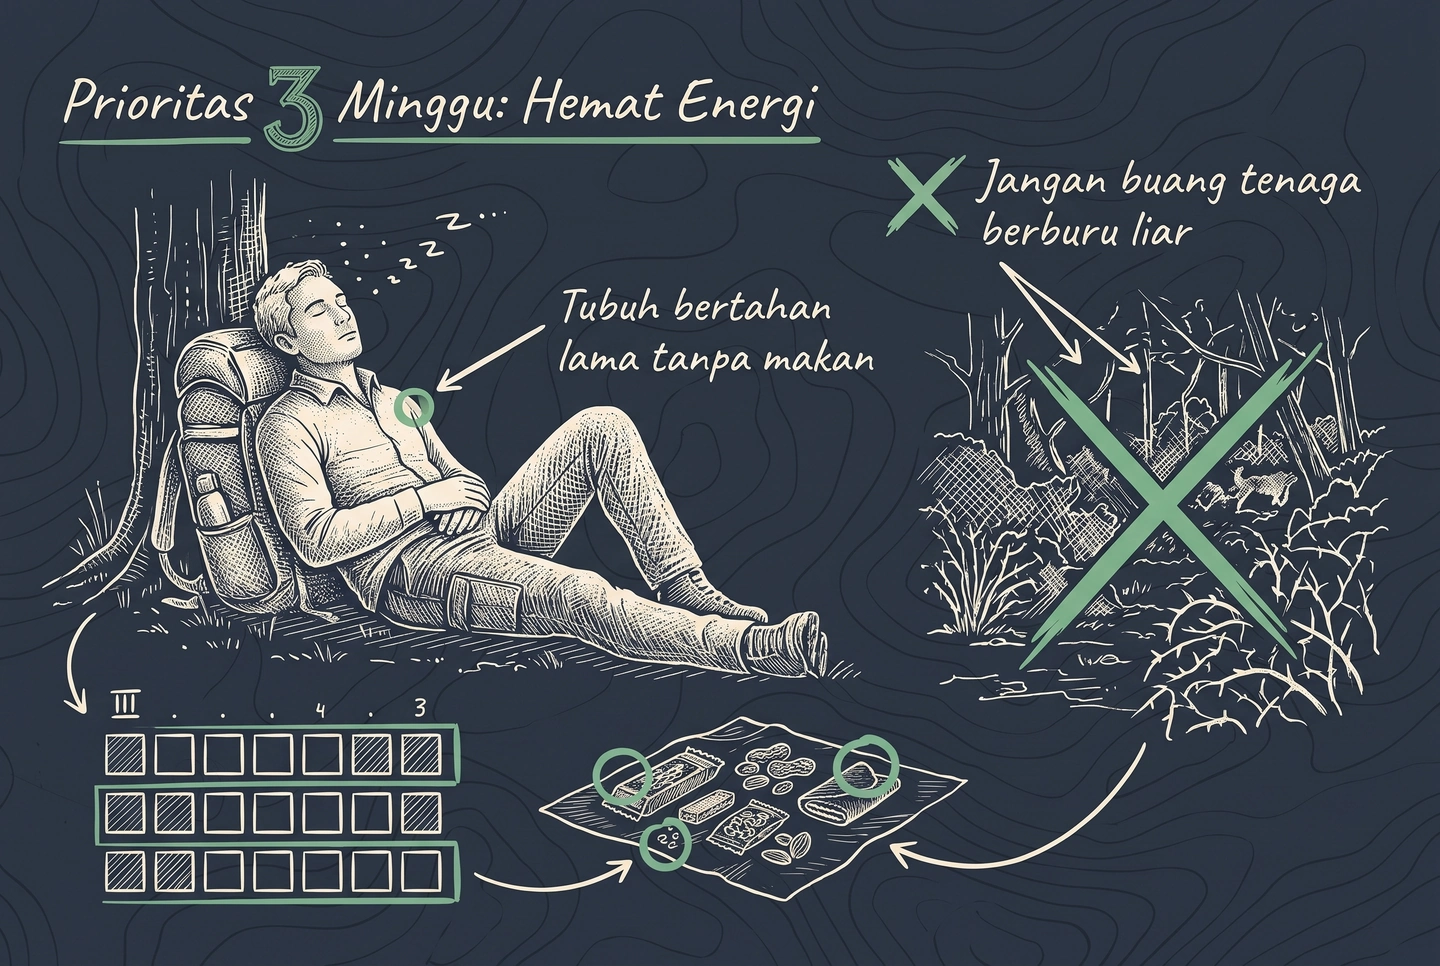 Prioritas 3 Minggu: Hemat Energi
Jangan buang tenaga
berburu liar
z z z z ...
Tubuh bertahan
lama tanpa makan
III . . . 4 . 3